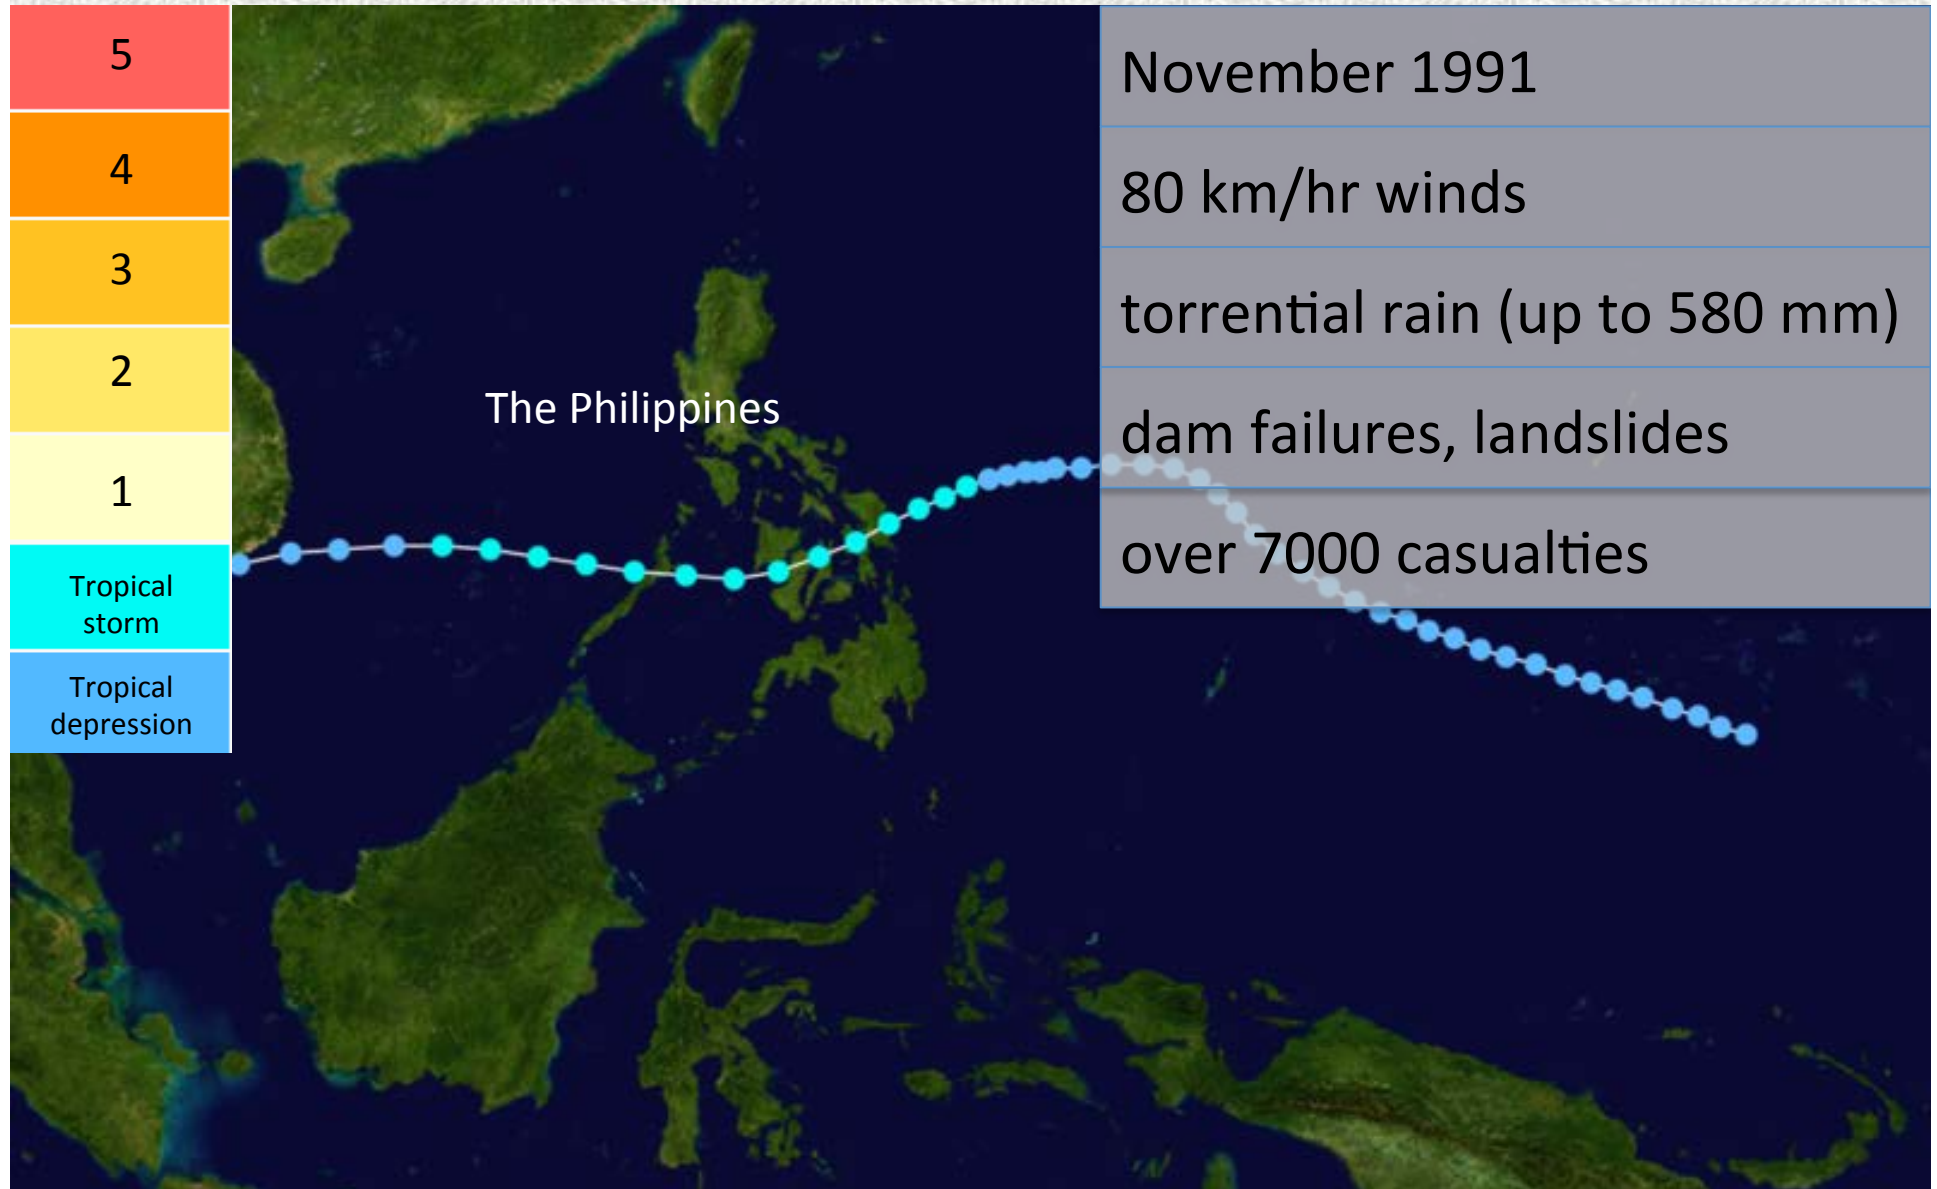 5
4
3
2
1
Tropical
storm
Tropical
depression
The Philippines
November 1991
80 km/hr winds
torrential rain (up to 580 mm)
dam failures, landslides
over 7000 casualties